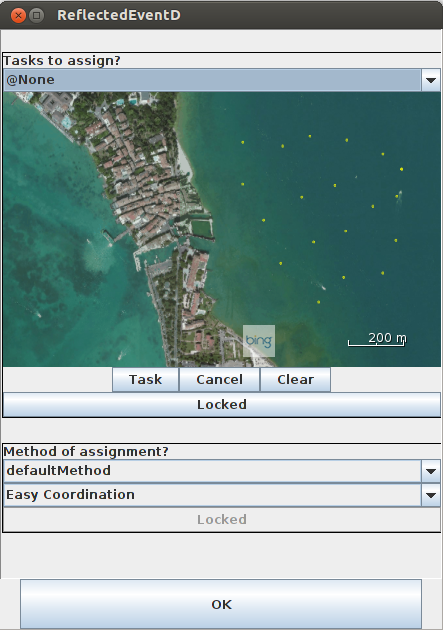 ReflectedEventD
Tasks to assign?
@None
200 m
bing
Task Cancel Clear
Locked
Method of assignment?
defaultMethod
Easy Coordination
Locked
OK